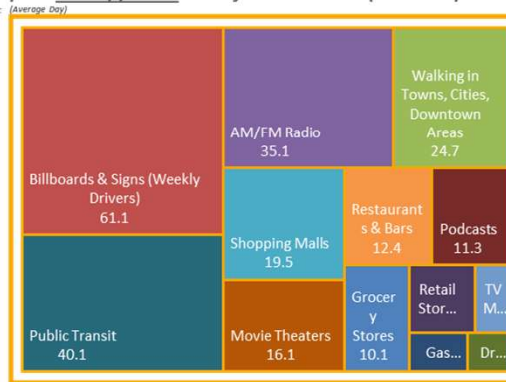 (Average Day)
Billboards & Signs (Weekly
Drivers)
61.1
Public Transit
40.1
AM/FM Radio
35.1
Walking in
Towns, Cities,
Downtown
Areas
24.7
Shopping Malls
19.5
Movie Theaters
16.1
Restaurant
s & Bars
12.4
Podcasts
11.3
Grocer
y
Stores
10.1
Retail
Stor...
TV
M...
Gas...
Dr...